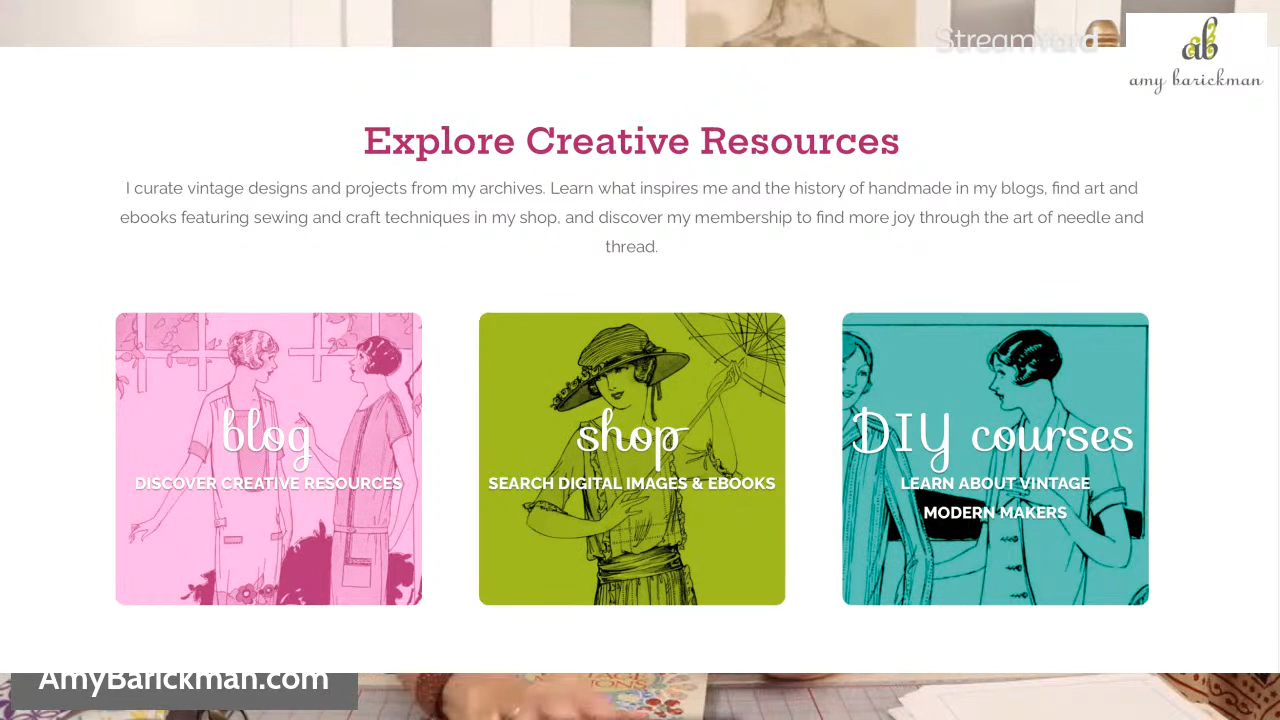 StreamYard
ab
amy barickman
Explore Creative Resources
I curate vintage designs and projects from my archives. Learn what inspires me and the history of handmade in my blogs, find art and
ebooks featuring sewing and craft techniques in my shop, and discover my membership to find more joy through the art of needle and
thread.
blog
DISCOVER CREATIVE RESOURCES
shop
SEARCH DIGITAL IMAGES & EBOOKS
DIY courses
LEARN ABOUT VINTAGE
MODERN MAKERS
AmyBarickman.com